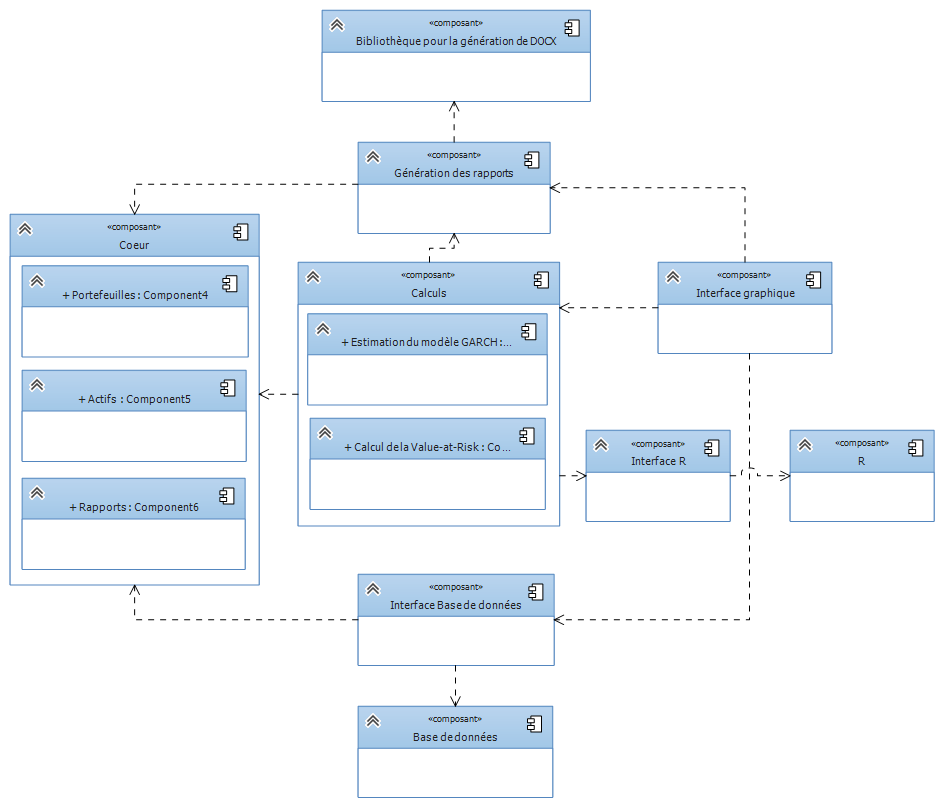 «composant»
Bibliothèque pour la génération de DOCX
«composant»
Génération des rapports
«composant»
Coeur
+ Portefeuilles : Component4
+ Actifs : Component5
+ Rapports : Component6
«composant»
Calculs
+ Estimation du modèle GARCH :...
+ Calcul de la Value-at-Risk : Co ...
«composant»
Interface graphique
«composant»
Interface R
«composant»
R
«composant»
Interface Base de données
«composant»
Base de données